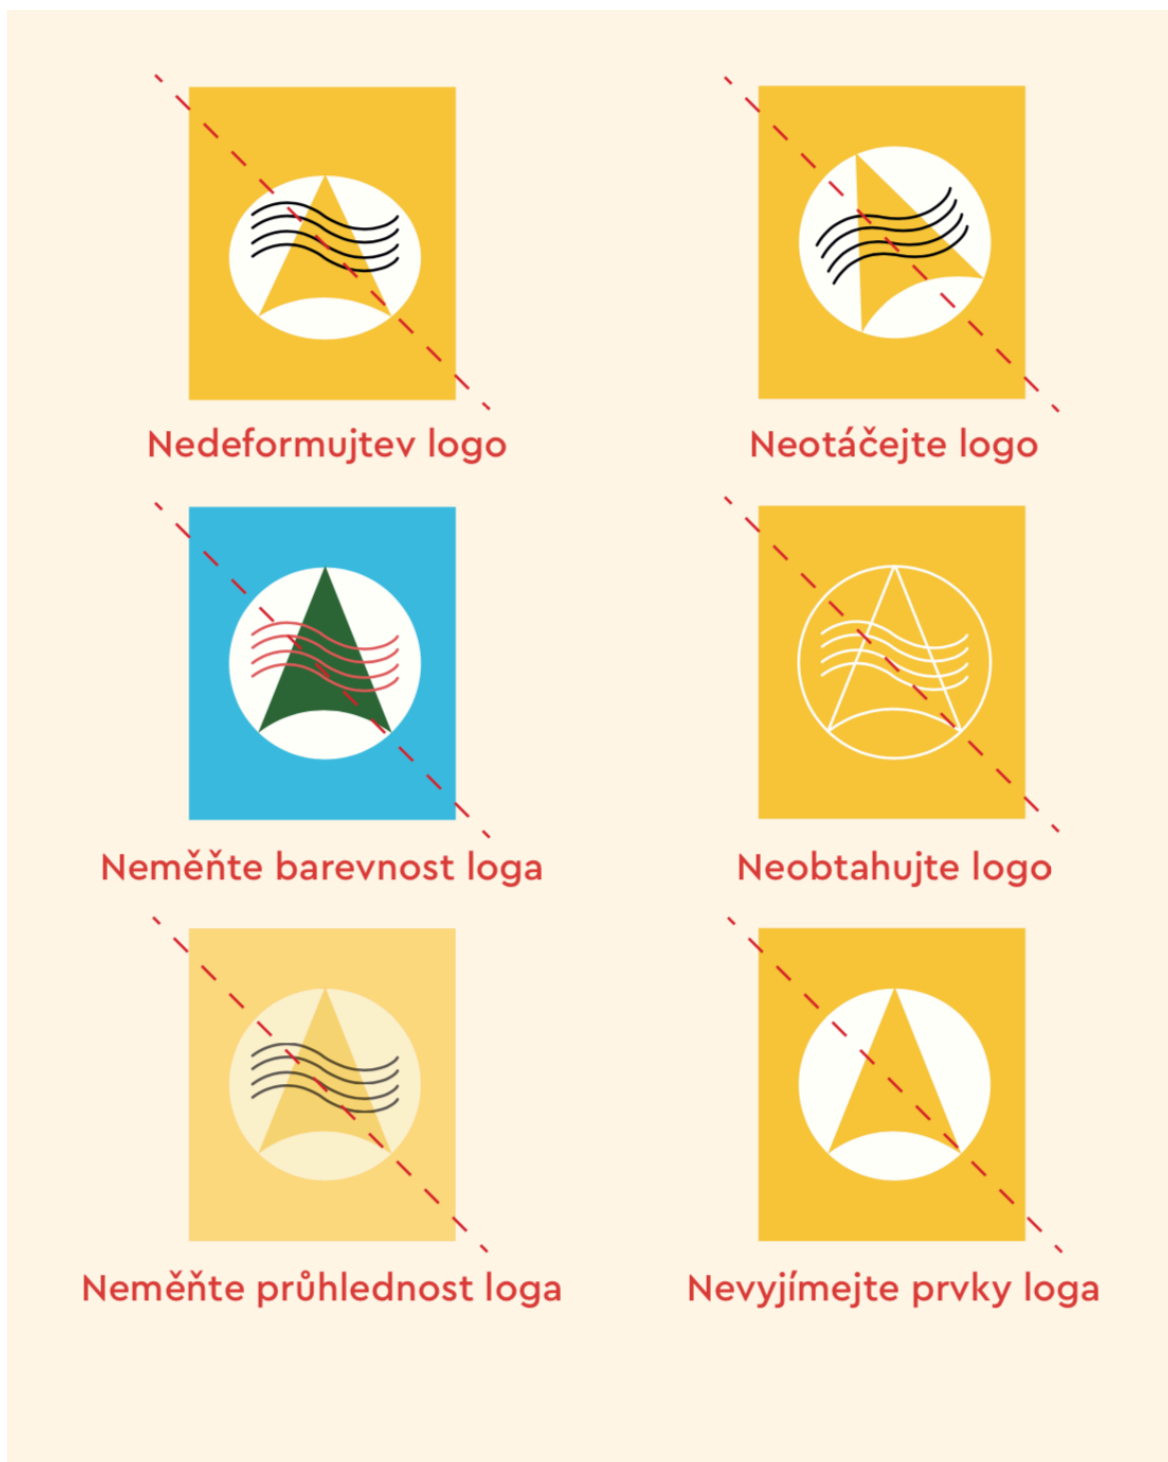 Nedeformujtev logo
Neotáčejte logo
Neměňte barevnost loga
Neobtahujte logo
Neměňte průhlednost loga
Nevyjímejte prvky loga